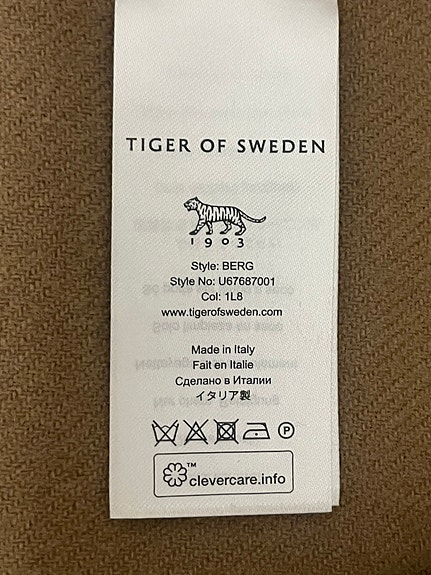 TIGER OF SWEDEN
1903
Style: BERG
Style No: U67687001
Col: 1L8
www.tigerofsweden.com
Made in Italy
Fait en Italie
Сделано в Италии
イタリア製
P
™ clevercare.info